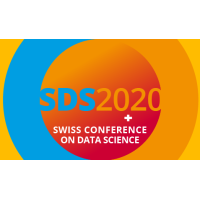 SDS2020
SWISS CONFERENCE
ON DATA SCIENCE